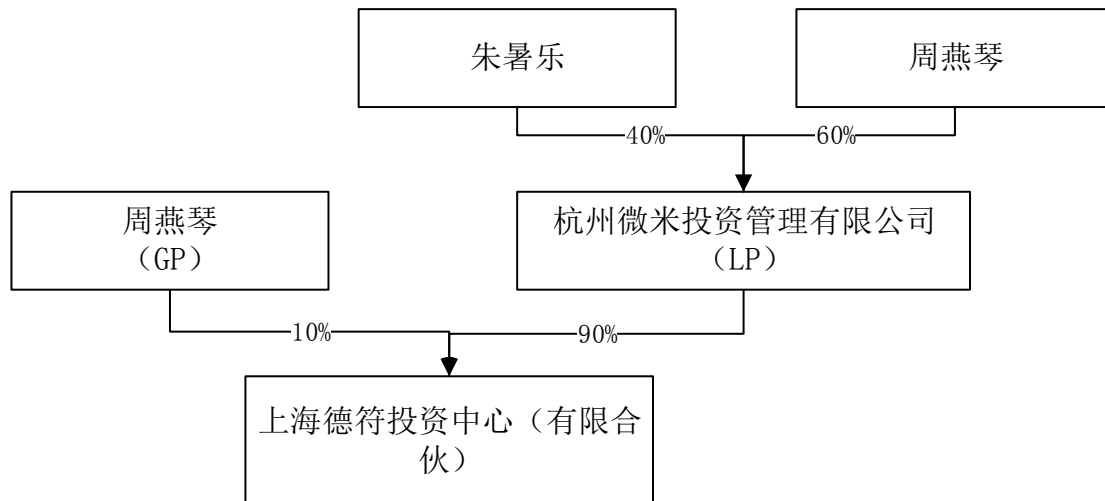 朱暑乐
周燕琴
40%
60%
周燕琴
（GP）
杭州微米投资管理有限公司
（LP）
10%
90%
上海德符投资中心（有限合
伙）